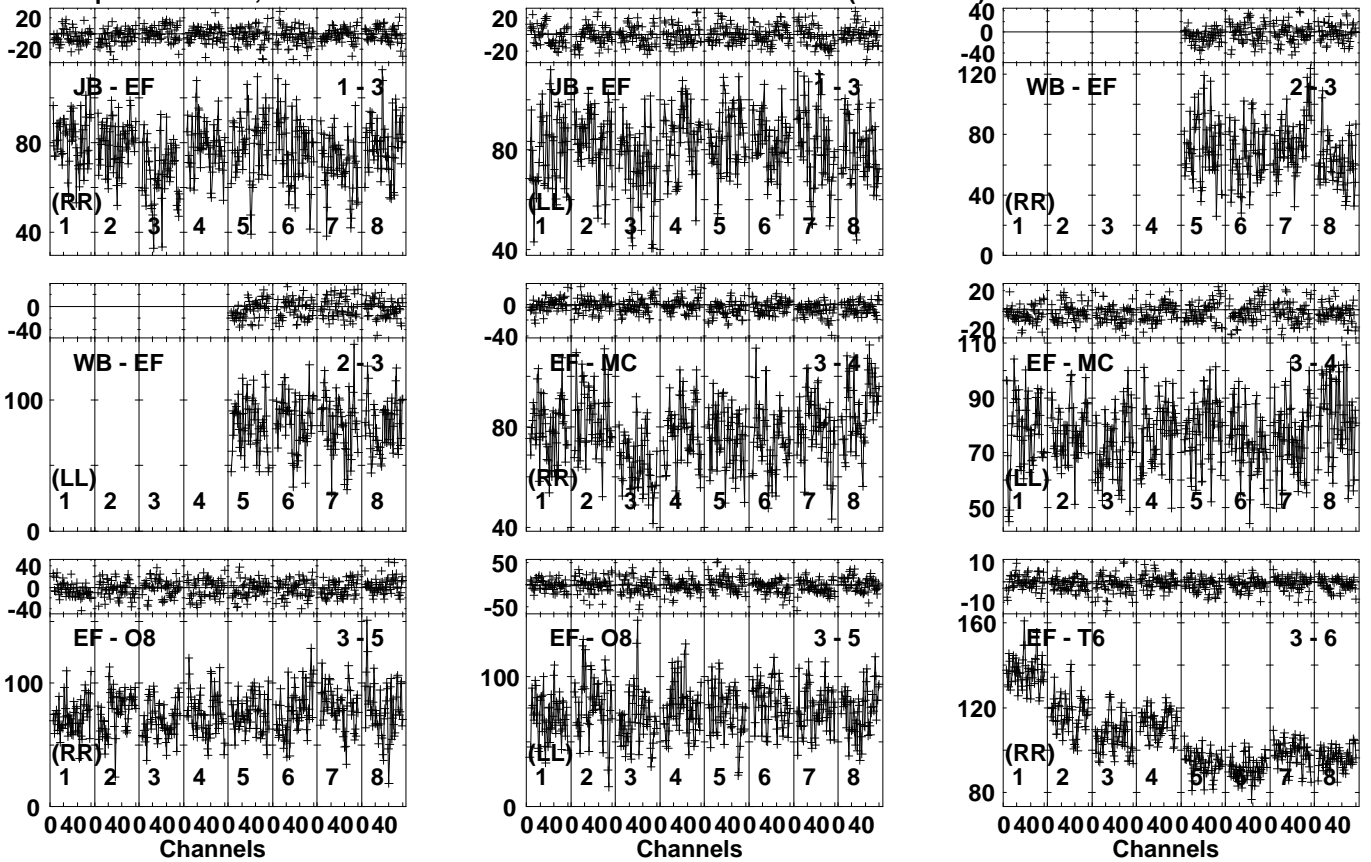 20
-20
JB - EF 1 - 3
80
(RR)
40
1 2 3 4 5 6 7 8
20
-20
JB - EF 1 - 3
80
(LL)
40
1 2 3 4 5 6 7 8
40
0
-40
120
WB - EF 2 - 3
80
40
(RR)
0
1 2 3 4 5 6 7 8
0
-40
WB - EF 2 - 3
100
(LL)
0
1 2 3 4 5 6 7 8
0
-40
EF - MC 3 - 4
80
(RR)
40
1 2 3 4 5 6 7 8
20
-20
110
EF - MC 3 - 4
90
70
(LL)
50
1 2 3 4 5 6 7 8
40
0
-40
EF - O8 3 - 5
100
(RR)
0
1 2 3 4 5 6 7 8
50
-50
EF - O8 3 - 5
100
(LL)
0
1 2 3 4 5 6 7 8
10
-10
160
EF - T6 3 - 6
120
(RR)
80
1 2 3 4 5 6 7 8
0 40 0 40 0 40 0 40 0 40 0 40 0 40 0 40
Channels
0 40 0 40 0 40 0 40 0 40 0 40 0 40 0 40
Channels
0 40 0 40 0 40 0 40 0 40 0 40 0 40 0 40
Channels